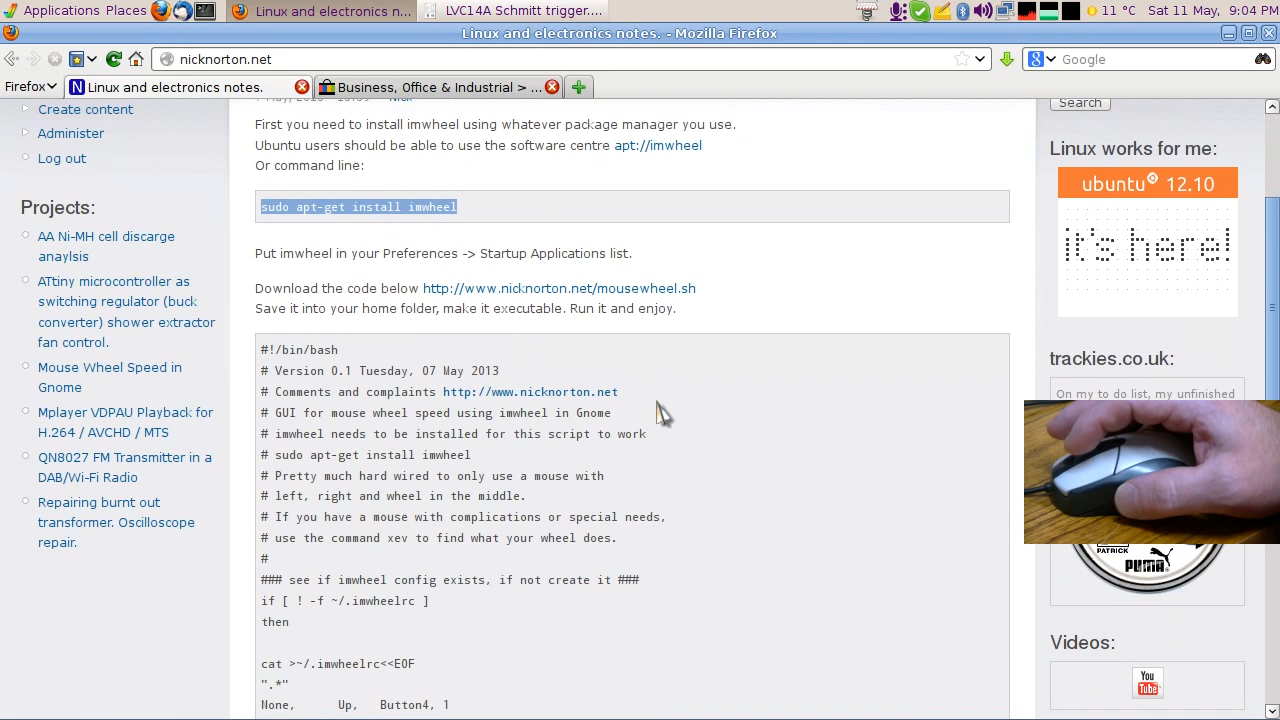 Applications Places
Linux and electronics n...
LVC14A Schmitt trigger....
11 °C
Sat 11 May, 9:04 PM
Linux and electronics notes. - Mozilla Firefox
nicknorton.net
Google
Firefox
Linux and electronics notes.
Business, Office & Industrial > ...
Create content
Administer
Log out
Projects:
AA Ni-MH cell discarge
anaylsis
ATtiny microcontroller as
switching regulator (buck
converter) shower extractor
fan control.
Mouse Wheel Speed in
Gnome
Mplayer VDPAU Playback for
H.264 / AVCHD / MTS
QN8027 FM Transmitter in a
DAB/Wi-Fi Radio
Repairing burnt out
transformer. Oscilloscope
repair.
First you need to install imwheel using whatever package manager you use.
Ubuntu users should be able to use the software centre apt://imwheel
Or command line:
sudo apt-get install imwheel
Put imwheel in your Preferences -> Startup Applications list.
Download the code below http://www.nicknorton.net/mousewheel.sh
Save it into your home folder, make it executable. Run it and enjoy.
#!/bin/bash
# Version 0.1 Tuesday, 07 May 2013
# Comments and complaints http://www.nicknorton.net
# GUI for mouse wheel speed using imwheel in Gnome
# imwheel needs to be installed for this script to work
# sudo apt-get install imwheel
# Pretty much hard wired to only use a mouse with
# left, right and wheel in the middle.
# If you have a mouse with complications or special needs,
# use the command xev to find what your wheel does.
#
### see if imwheel config exists, if not create it ###
if [ ! -f ~/.imwheelrc ]
then
cat >~/.imwheelrc<<EOF
".*"
None, Up, Button4, 1
Search
Linux works for me:
ubuntu 12.10
it's here!
trackies.co.uk:
On my to do list, my unfinished
PATRICK
PUMA
Videos:
You
Tube